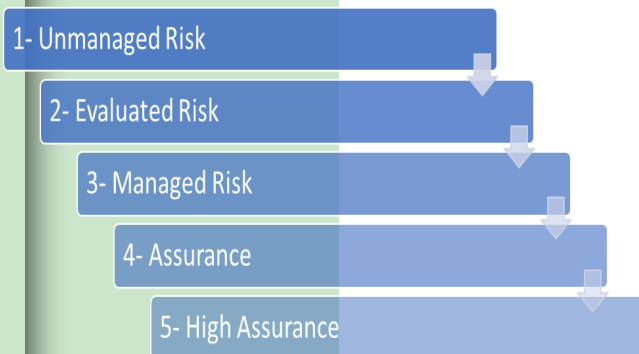 1- Unmanaged Risk
2- Evaluated Risk
3- Managed Risk
4- Assurance
5- High Assurance